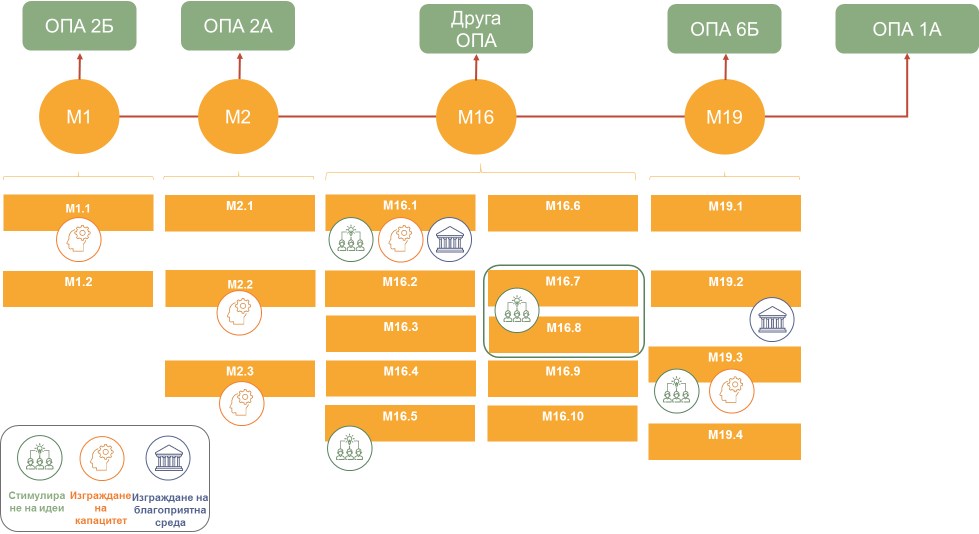 ОПА 2Б
ОПА 2А
Друга
ОПА
ОПА 6Б
ОПА 1А
М1
М2
М16
М19
М1.1
М1.2
М2.1
М2.2
М2.3
М16.1
М16.2
М16.3
М16.4
М16.5
М16.6
М16.7
М16.8
М16.9
М16.10
М19.1
М19.2
М19.3
М19.4
Стимулира
не на идеи
Изграждане
на
капацитет
Изграждане на
благоприятна
среда